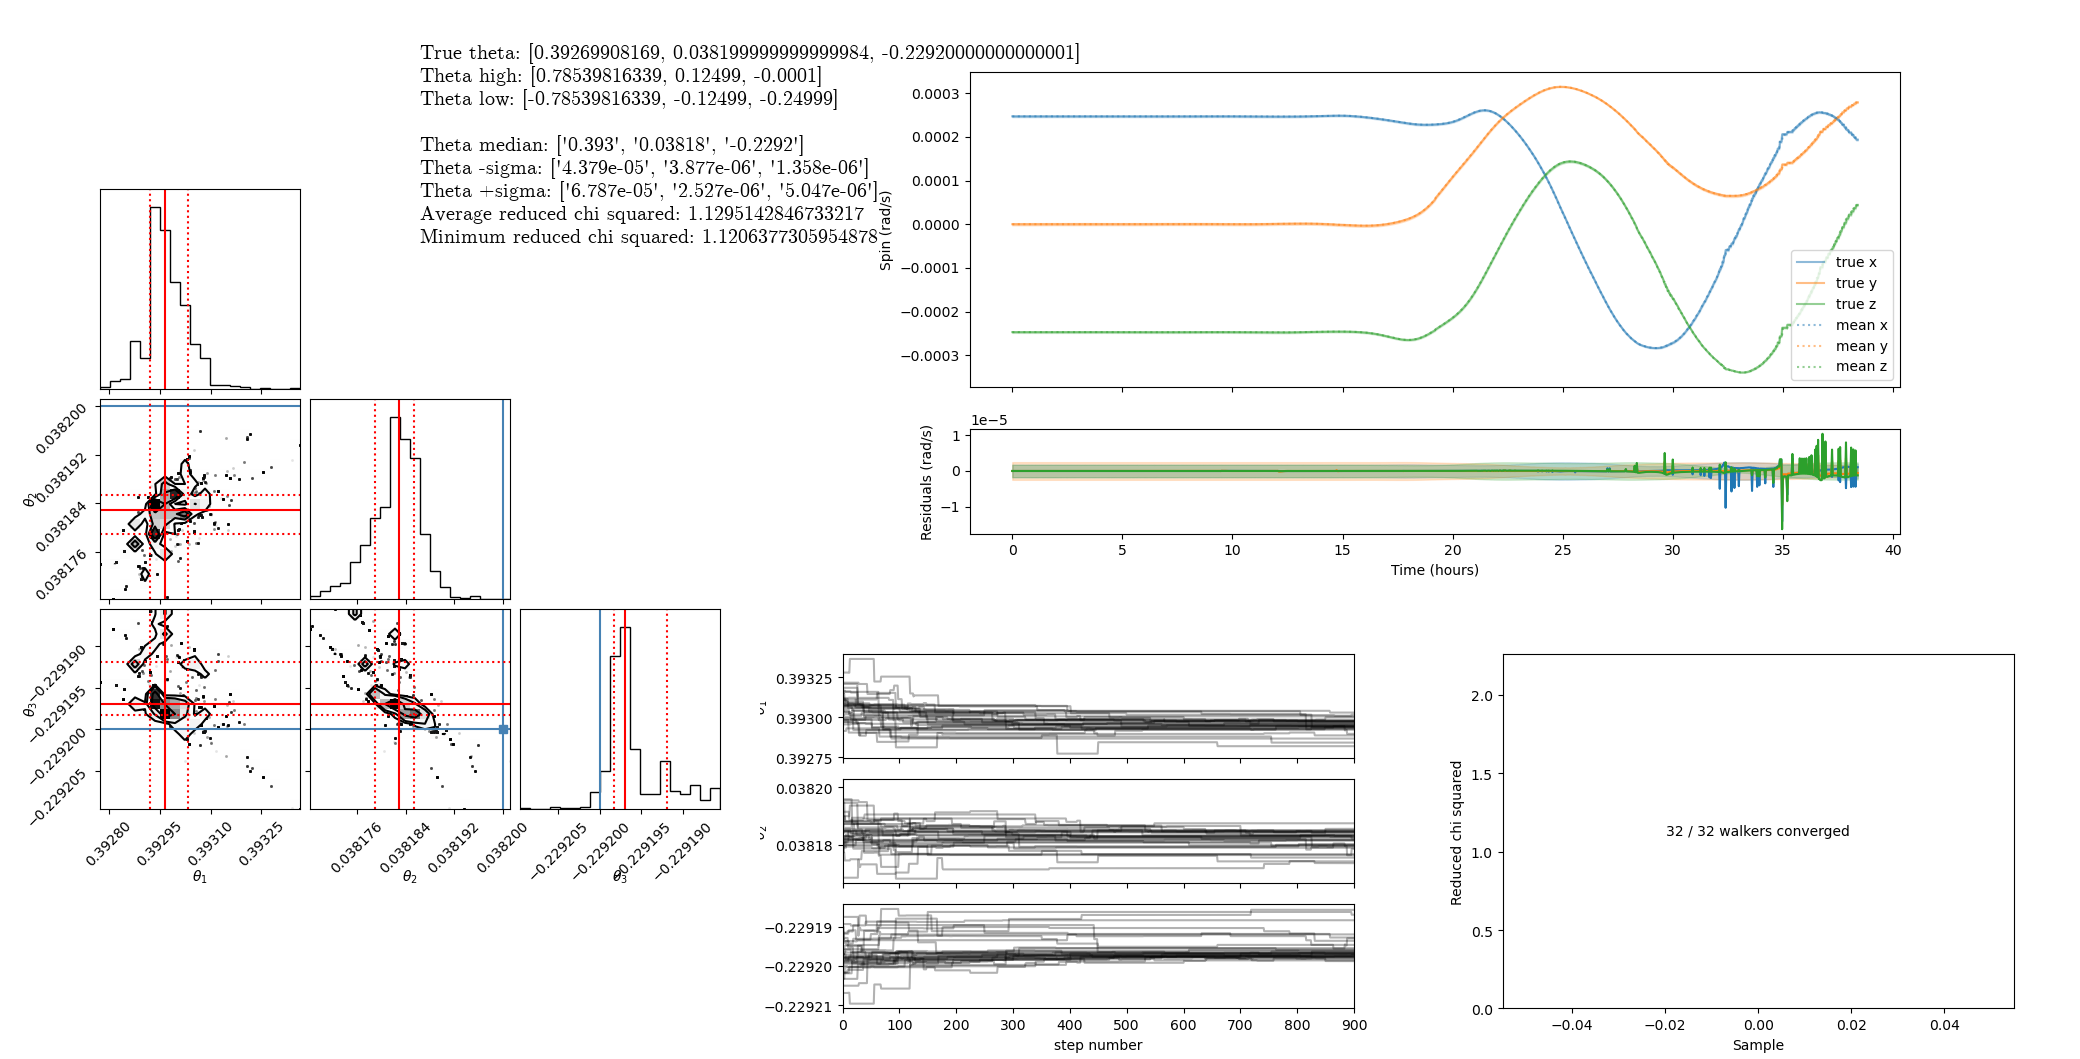 True theta: [0.39269908169, 0.038199999999999984, -0.22920000000000001]
Theta high: [0.78539816339, 0.12499, -0.0001]
Theta low: [-0.78539816339, -0.12499, -0.24999]
Theta median: ['0.393', '0.03818', '-0.2292']
Theta -sigma: ['4.379e-05', '3.877e-06', '1.358e-06']
Theta +sigma: ['6.787e-05', '2.527e-06', '5.047e-06']
Average reduced chi squared: 1.1295142846733217
Minimum reduced chi squared: 1.1206377305954878
0.0003
0.0002
0.0001
0.0000
−0.0001
−0.0002
−0.0003
Spin (rad/s)
true x
true y
true z
mean x
mean y
mean z
1e−5
1
0
−1
Residuals (rad/s)
0 5 10 15 20 25 30 35 40
Time (hours)
0.038200
0.038192
0.038184
0.038176
θ2
−0.229190
−0.229195
−0.229200
−0.229205
θ3
0.39280 0.39295 0.39310 0.39325
θ1
0.038176 0.038184 0.038192 0.038200
θ2
−0.229205 −0.229200 −0.229195 −0.229190
θ3
0.39325
0.39300
0.39275
0.03820
0.03818
−0.22919
−0.22920
−0.22921
0 100 200 300 400 500 600 700 800 900
step number
2.0
1.5
1.0
0.5
0.0
Reduced chi squared
32 / 32 walkers converged
−0.04 −0.02 0.00 0.02 0.04
Sample